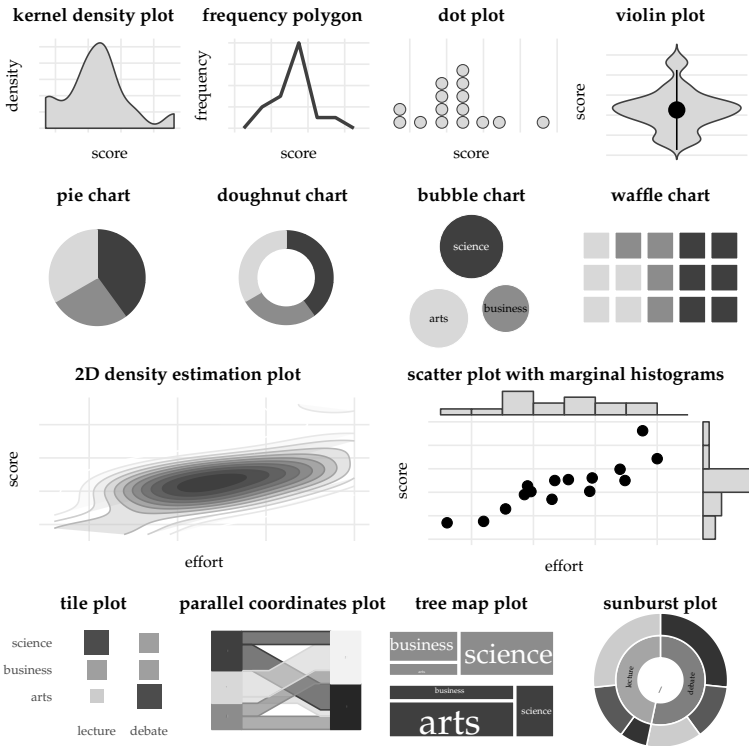 kernel density plot
frequency polygon
dot plot
violin plot
density
frequency
score
score
score
score
pie chart
doughnut chart
bubble chart
waffle chart
science
arts
business
2D density estimation plot
scatter plot with marginal histograms
score
score
effort
effort
tile plot
parallel coordinates plot
tree map plot
sunburst plot
science
business
arts
lecture
debate
business
science
business
arts
science
lecture
debate
/